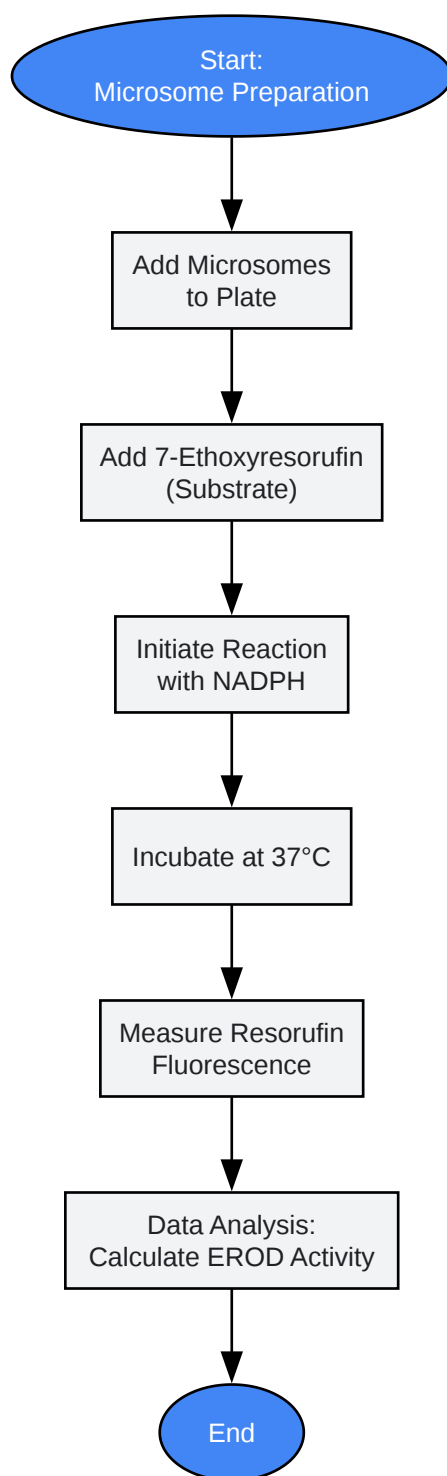 Start:
Microsome Preparation
Add Microsomes
to Plate
Add 7-Ethoxyresorufin
(Substrate)
Initiate Reaction
with NADPH
Incubate at 37°C
Measure Resorufin
Fluorescence
Data Analysis:
Calculate EROD Activity
End